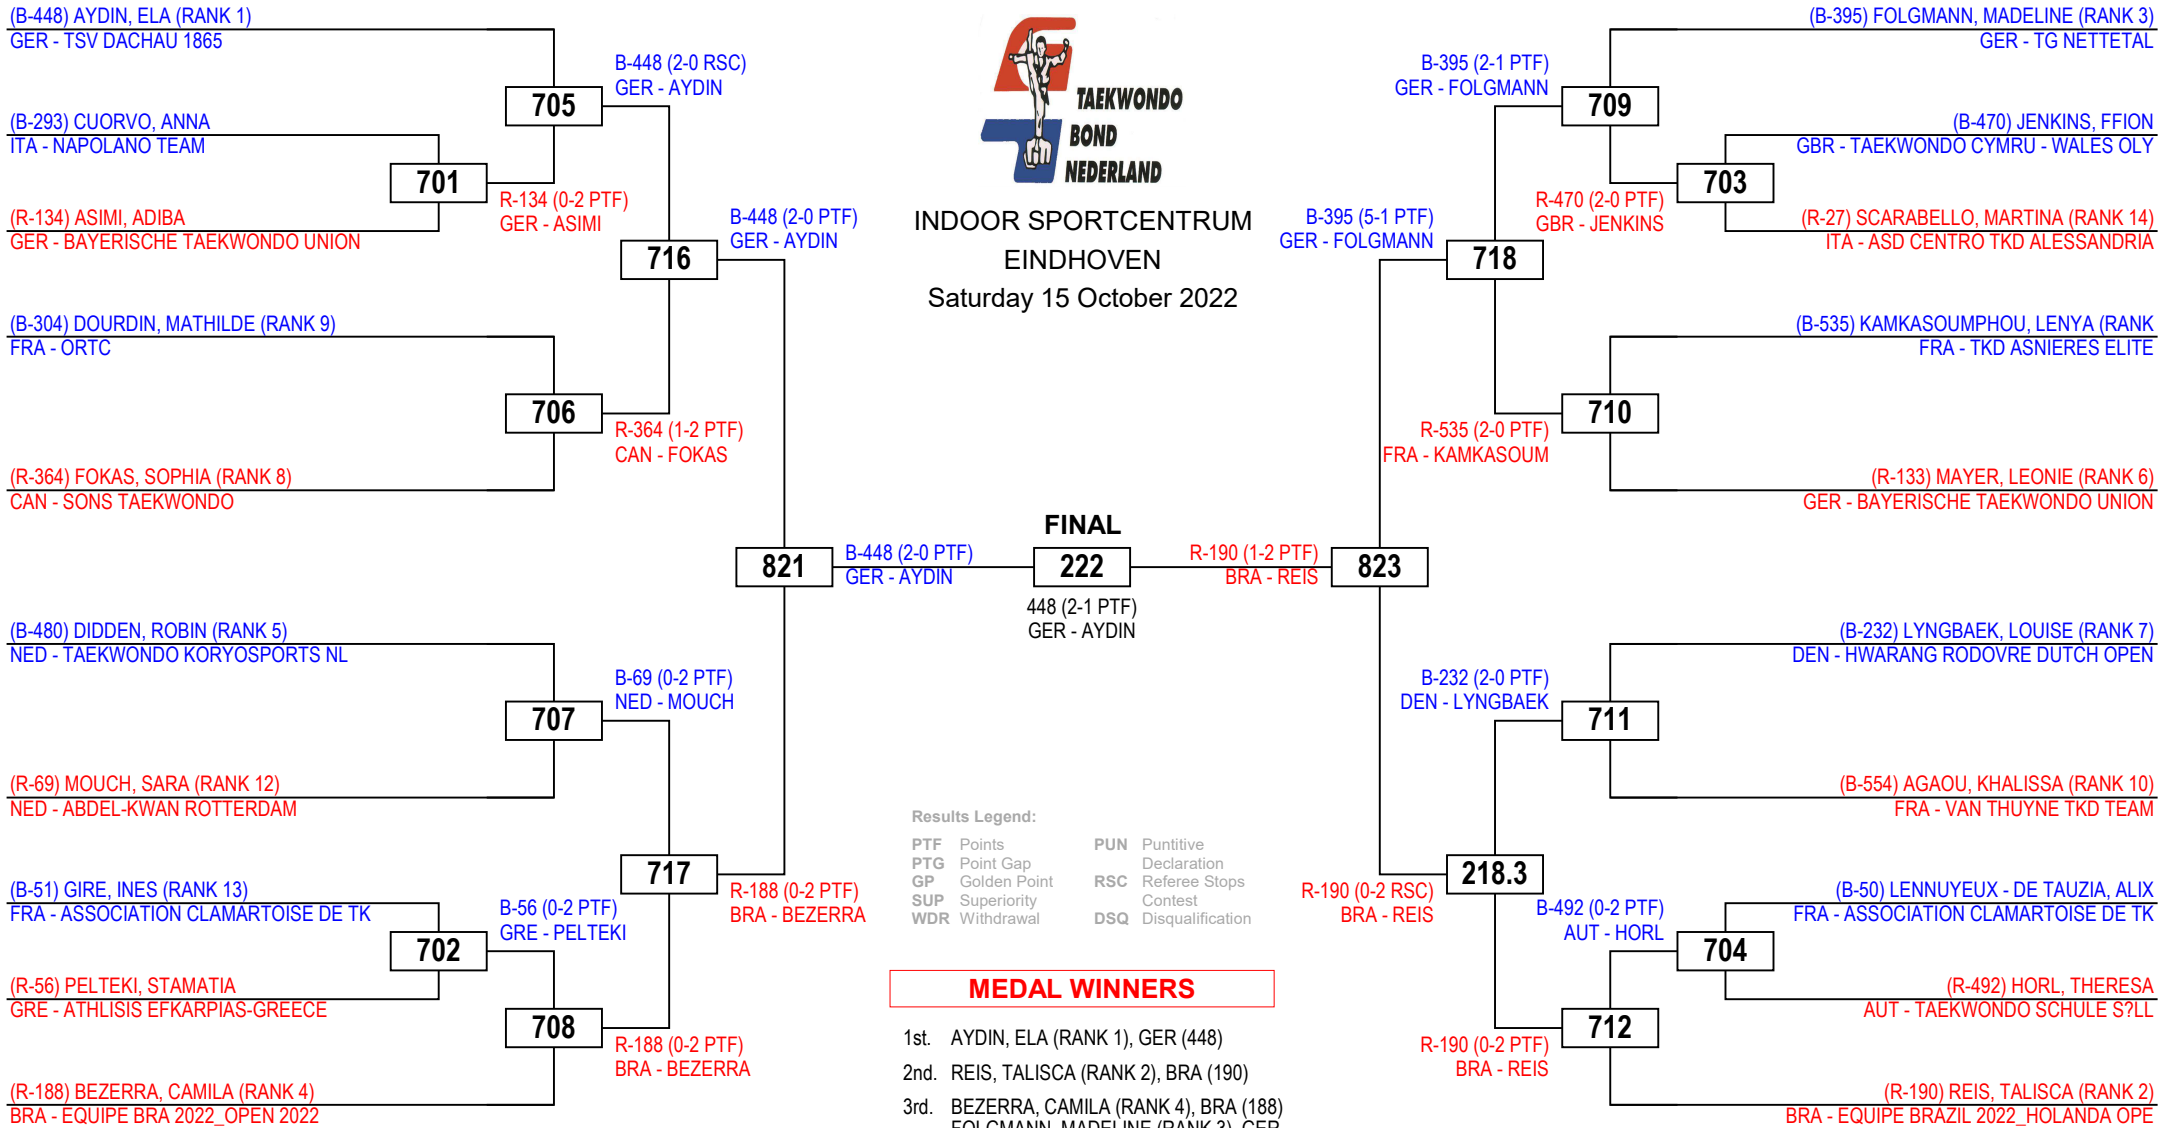 (B-448) AYDIN, ELA (RANK 1)
GER - TSV DACHAU 1865
B-448 (2-0 RSC)
GER - AYDIN
705
(B-293) CUORVO, ANNA
ITA - NAPOLANO TEAM
701
R-134 (0-2 PTF)
GER - ASIMI
(R-134) ASIMI, ADIBA
GER - BAYERISCHE TAEKWONDO UNION
B-448 (2-0 PTF)
GER - AYDIN
716
(B-304) DOURDIN, MATHILDE (RANK 9)
FRA - ORTC
706
R-364 (1-2 PTF)
CAN - FOKAS
(R-364) FOKAS, SOPHIA (RANK 8)
CAN - SONS TAEKWONDO
821
B-448 (2-0 PTF)
GER - AYDIN
(B-480) DIDDEN, ROBIN (RANK 5)
NED - TAEKWONDO KORYOSPORTS NL
B-69 (0-2 PTF)
NED - MOUCH
707
(R-69) MOUCH, SARA (RANK 12)
NED - ABDEL-KWAN ROTTERDAM
717
R-188 (0-2 PTF)
BRA - BEZERRA
(B-51) GIRE, INES (RANK 13)
FRA - ASSOCIATION CLAMARTOISE DE TK
B-56 (0-2 PTF)
GRE - PELTEKI
702
(R-56) PELTEKI, STAMATIA
GRE - ATHLISIS EFKARPIAS-GREECE
708
R-188 (0-2 PTF)
BRA - BEZERRA
(R-188) BEZERRA, CAMILA (RANK 4)
BRA - EQUIPE BRA 2022_OPEN 2022
TAEKWONDO
BOND
NEDERLAND
INDOOR SPORTCENTRUM
EINDHOVEN
Saturday 15 October 2022
FINAL
222
448 (2-1 PTF)
GER - AYDIN
Results Legend:
PTF Points
PTG Point Gap
GP Golden Point
SUP Superiority
WDR Withdrawal
PUN Puntitive
Declaration
RSC Referee Stops
Contest
DSQ Disqualification
MEDAL WINNERS
1st. AYDIN, ELA (RANK 1), GER (448)
2nd. REIS, TALISCA (RANK 2), BRA (190)
3rd. BEZERRA, CAMILA (RANK 4), BRA (188)
FOLGMANN, MADELINE (RANK 3), GER
(B-395) FOLGMANN, MADELINE (RANK 3)
GER - TG NETTETAL
B-395 (2-1 PTF)
GER - FOLGMANN
709
(B-470) JENKINS, FFION
GBR - TAEKWONDO CYMRU - WALES OLY
703
R-470 (2-0 PTF)
GBR - JENKINS
(R-27) SCARABELLO, MARTINA (RANK 14)
ITA - ASD CENTRO TKD ALESSANDRIA
B-395 (5-1 PTF)
GER - FOLGMANN
718
(B-535) KAMKASOUMPHOU, LENYA (RANK
FRA - TKD ASNIERES ELITE
710
R-535 (2-0 PTF)
FRA - KAMKASOUM
(R-133) MAYER, LEONIE (RANK 6)
GER - BAYERISCHE TAEKWONDO UNION
R-190 (1-2 PTF)
BRA - REIS
823
(B-232) LYNGBAEK, LOUISE (RANK 7)
DEN - HWARANG RODOVRE DUTCH OPEN
B-232 (2-0 PTF)
DEN - LYNGBAEK
711
(B-554) AGAOU, KHALISSA (RANK 10)
FRA - VAN THUYNE TKD TEAM
218.3
R-190 (0-2 RSC)
BRA - REIS
(B-50) LENNUYEUX - DE TAUZIA, ALIX
FRA - ASSOCIATION CLAMARTOISE DE TK
B-492 (0-2 PTF)
AUT - HORL
704
(R-492) HORL, THERESA
AUT - TAEKWONDO SCHULE S?LL
712
R-190 (0-2 PTF)
BRA - REIS
(R-190) REIS, TALISCA (RANK 2)
BRA - EQUIPE BRAZIL 2022_HOLANDA OPE